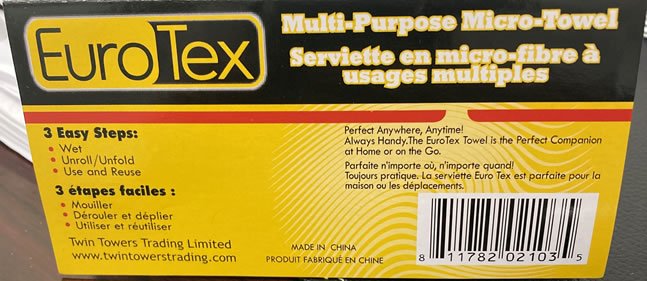 EuroTex
Multi-Purpose Micro-Towel
Serviette en micro-fibre à
usages multiples
3 Easy Steps:
• Wet
• Unroll/Unfold
• Use and Reuse
3 étapes faciles :
• Mouiller
• Dérouler et déplier
• Utiliser et réutiliser
Twin Towers Trading Limited
www.twintowerstrading.com
Perfect Anywhere, Anytime!
Always Handy.The EuroTex Towel is the Perfect Companion
at Home or on the Go.
Parfaite n'importe où, n'importe quand!
Toujours pratique. La serviette Euro Tex est parfaite pour la
maison ou les déplacements.
MADE IN CHINA
PRODUIT FABRIQUÉ EN CHINE
8 11782 02103 5